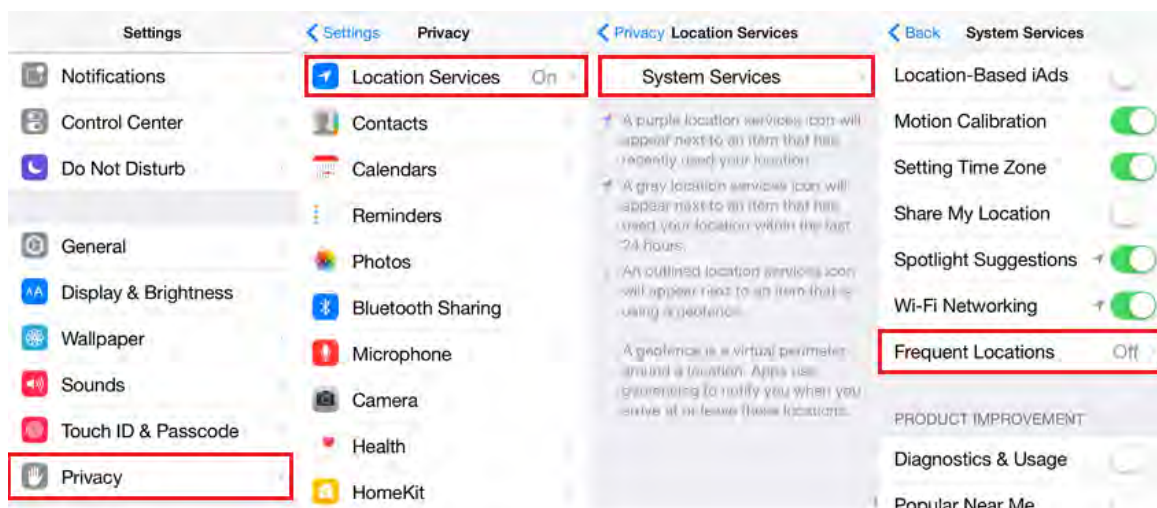 Settings
Notifications
Control Center
Do Not Disturb
General
Display & Brightness
Wallpaper
Sounds
Touch ID & Passcode
Privacy
Settings Privacy
Location Services On
Contacts
Calendars
Reminders
Photos
Bluetooth Sharing
Microphone
Camera
Health
HomeKit
Privacy Location Services
System Services
A purple location services icon will
appear next to an item that has
recently used your location.
A gray location services icon will
appear next to an item that has
used your location within the last
24 hours.
An outlined location services icon
will appear next to an item that is
using a geofence.
A geofence is a virtual perimeter
around a location. Apps use
geofencing to notify you when you
arrive at or leave these locations.
Back System Services
Location-Based iAds
Motion Calibration
Setting Time Zone
Share My Location
Spotlight Suggestions
Wi-Fi Networking
Frequent Locations Off
PRODUCT IMPROVEMENT
Diagnostics & Usage
Popular Near Me